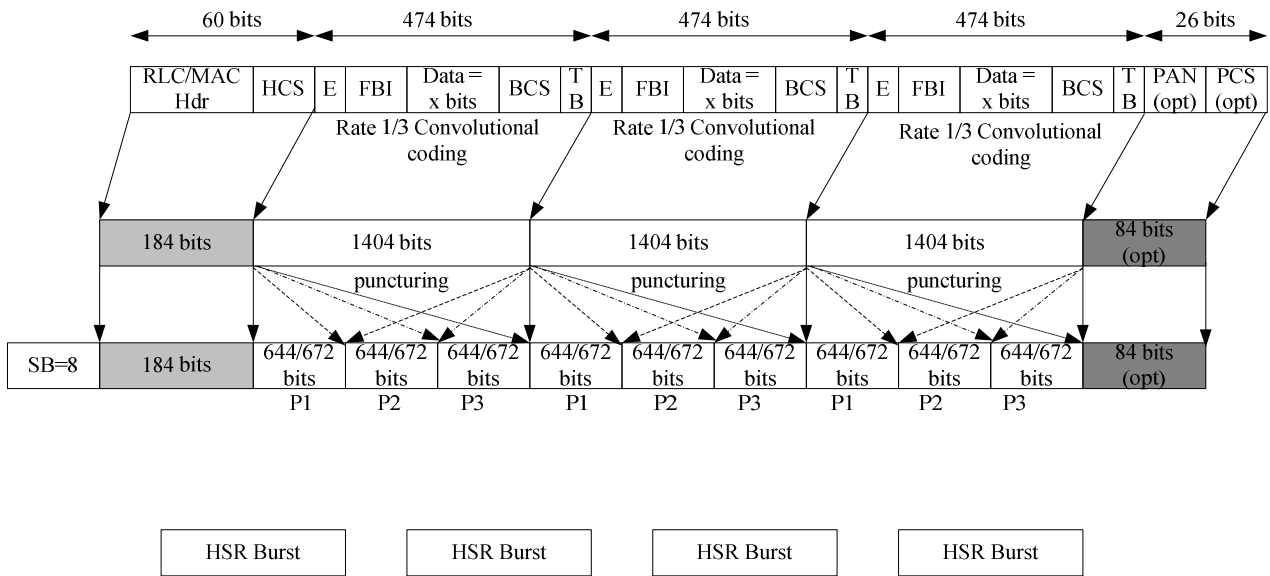 60 bits
474 bits
474 bits
474 bits
26 bits
RLC/MAC
Hdr
HCS
E
FBI
Data =
x bits
BCS
T
B
E
FBI
Data =
x bits
BCS
T
B
E
FBI
Data =
x bits
BCS
T
B
PAN
(opt)
PCS
(opt)
Rate 1/3 Convolutional
coding
Rate 1/3 Convolutional
coding
Rate 1/3 Convolutional
coding
184 bits
1404 bits
1404 bits
1404 bits
84 bits
(opt)
puncturing
puncturing
puncturing
SB=8
184 bits
644/672
bits
644/672
bits
644/672
bits
644/672
bits
644/672
bits
644/672
bits
644/672
bits
644/672
bits
644/672
bits
84 bits
(opt)
P1
P2
P3
P1
P2
P3
P1
P2
P3
HSR Burst
HSR Burst
HSR Burst
HSR Burst